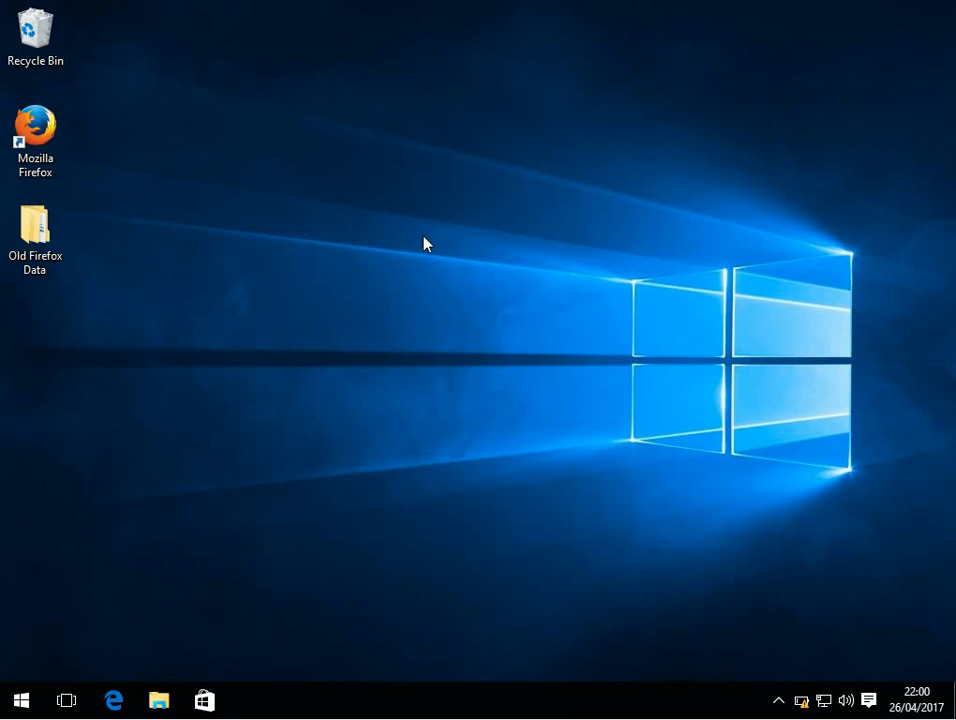 Recycle Bin
Mozilla
Firefox
Old Firefox
Data
22:00
26/04/2017